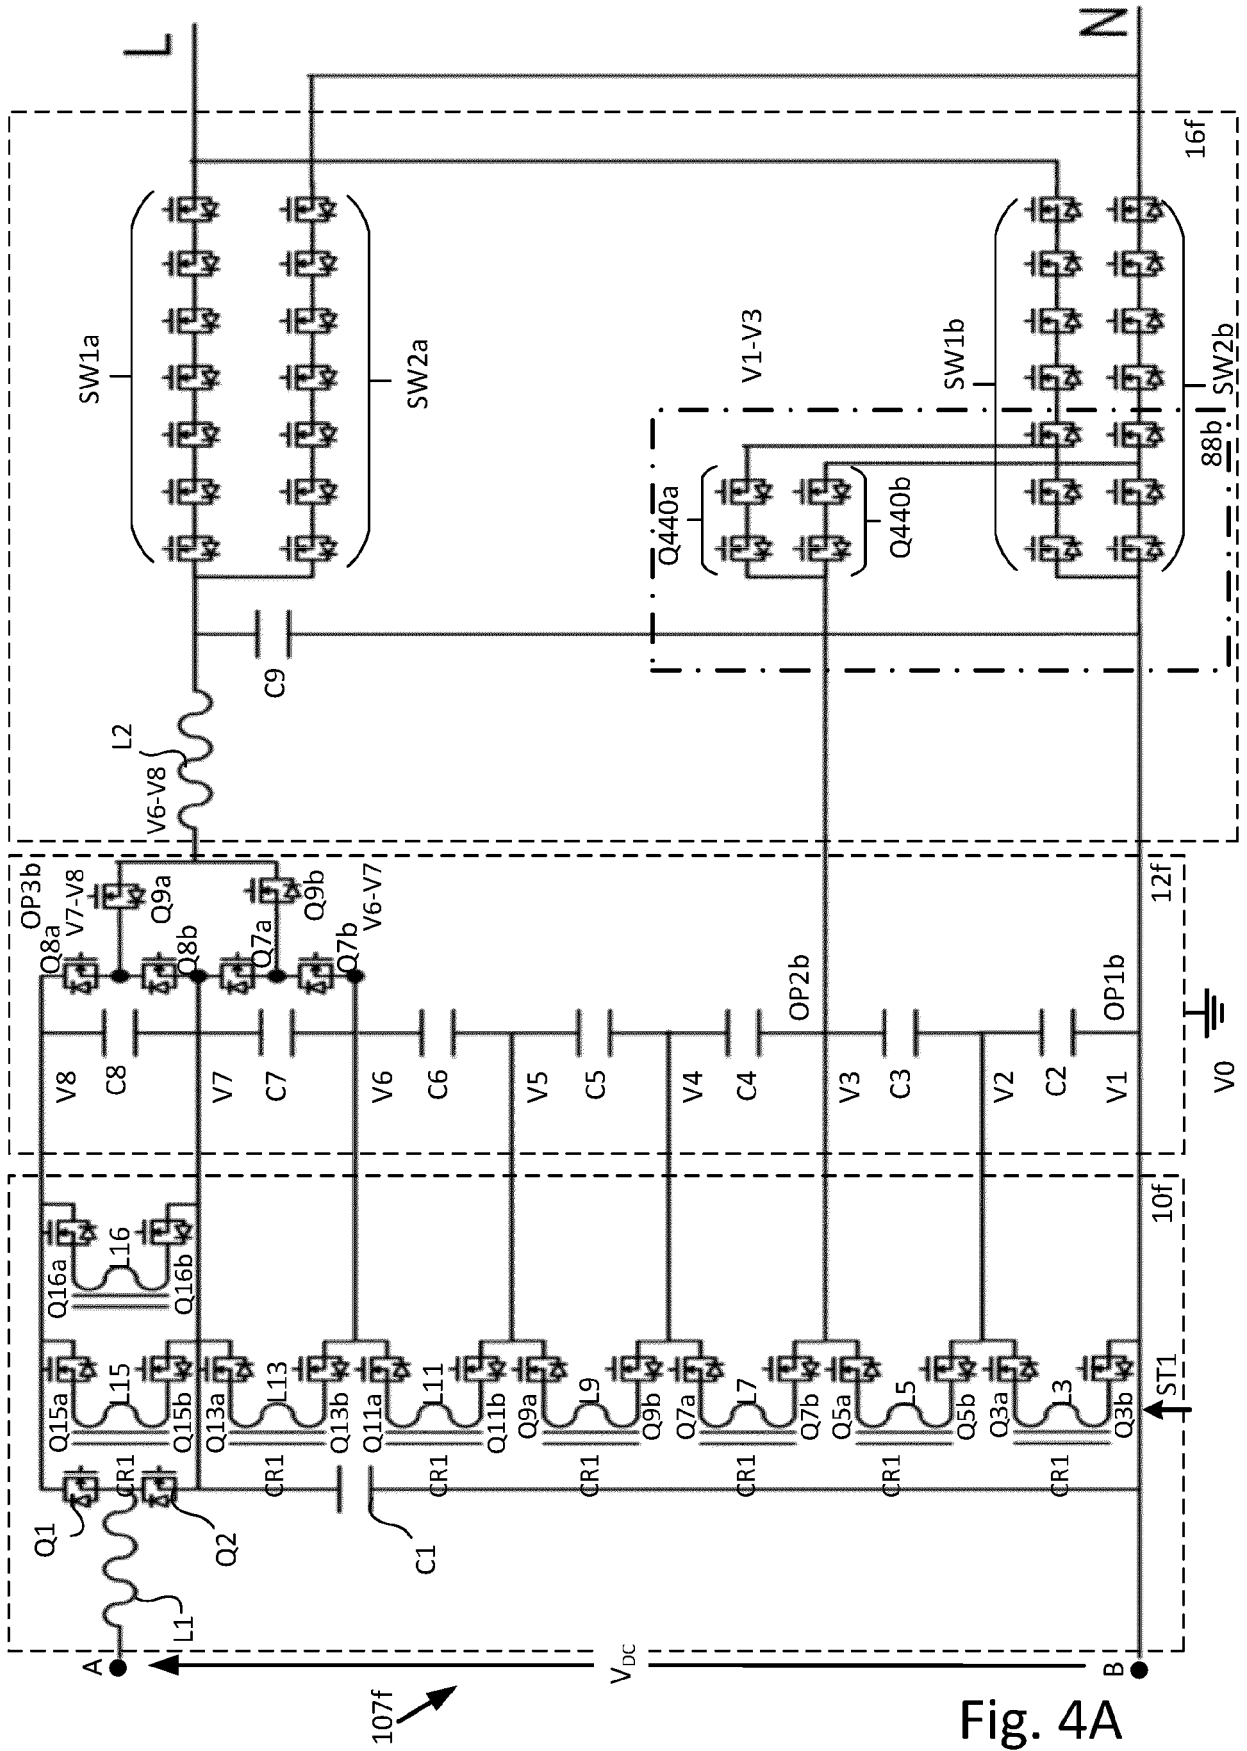 L
N
16f
SW1a
SW2a
V1-V3
SW1b
SW2b
88b
Q440a
Q440b
C9
L2
V6-V8
OP3b
V7-V8
Q9a
Q9b
V6-V7
Q8a
Q8b
Q7a
Q7b
12f
OP2b
OP1b
V8
C8
V7
C7
V6
C6
V5
C5
V4
C4
V3
C3
V2
C2
V1
V0
10f
Q16a
L16
Q16b
Q15a
L15
Q15b
Q13a
L13
Q13b
Q11a
L11
Q11b
Q9a
L9
Q9b
Q7a
L7
Q7b
Q5a
L5
Q5b
Q3a
L3
Q3b
ST1
CR1
CR1
CR1
CR1
CR1
CR1
CR1
Q1
Q2
C1
L1
A
VDC
B
107f
Fig. 4A